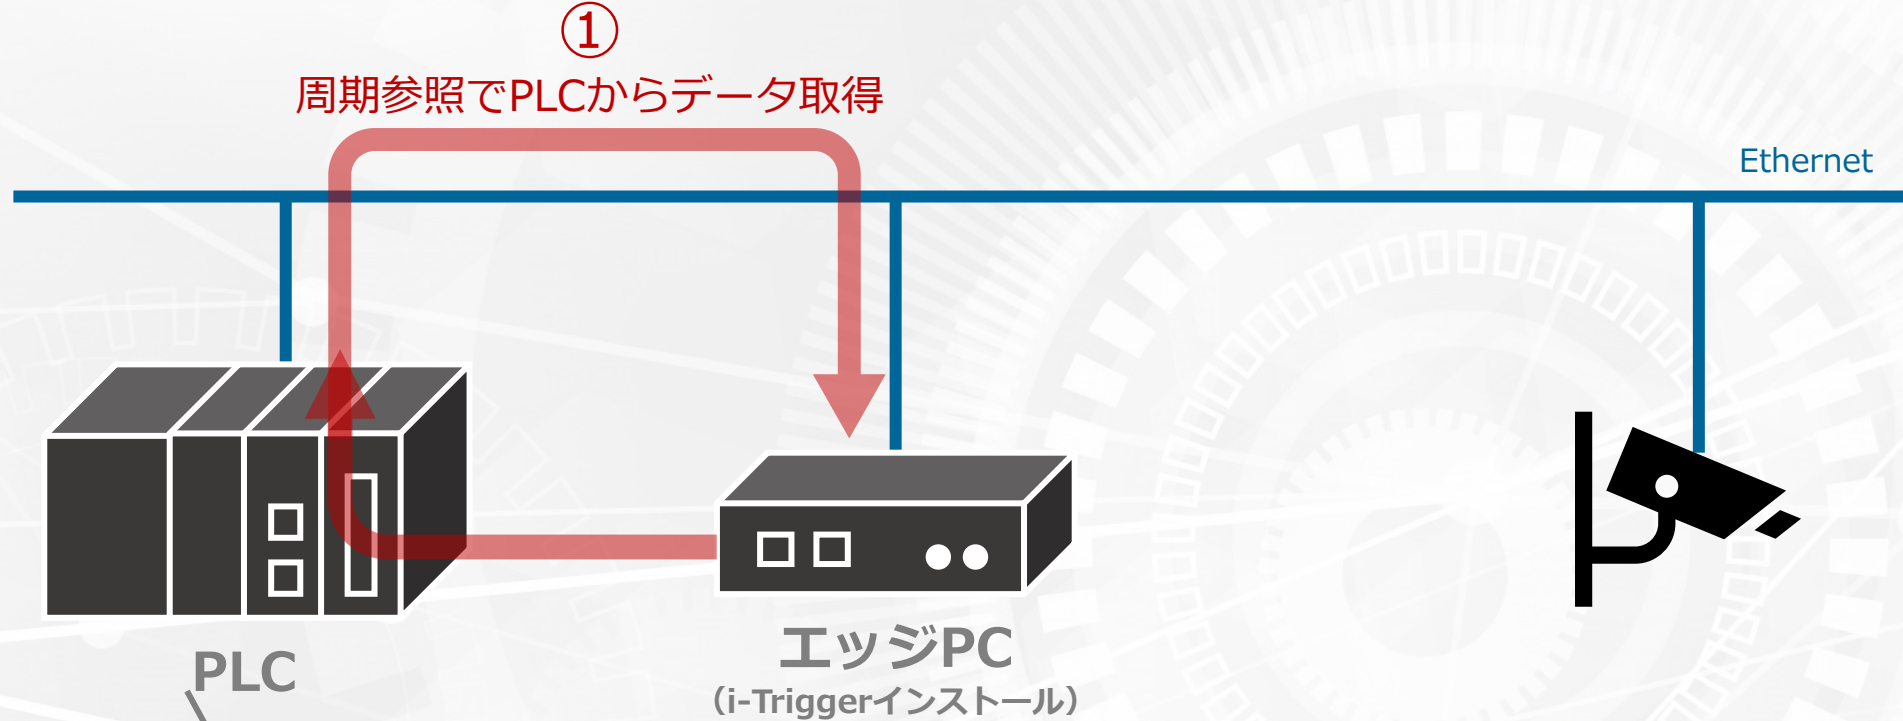 ①
周期参照でPLCからデータ取得
Ethernet
エッジPC
（i-Triggerインストール）
PLC